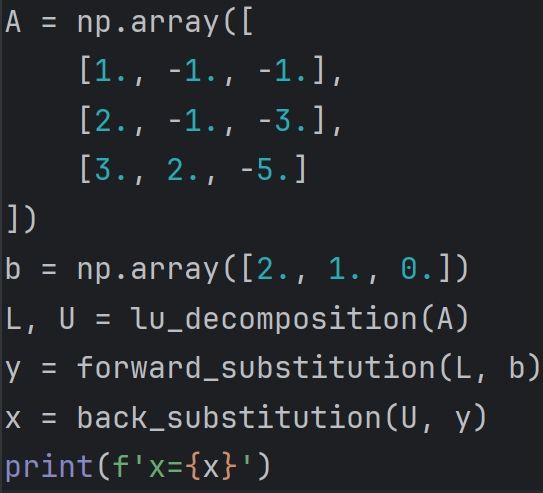 A = np.array([
    [1., -1., -1.],
    [2., -1., -3.],
    [3., 2., -5.]
])
b = np.array([2., 1., 0.])
L, U = lu_decomposition(A)
y = forward_substitution(L, b)
x = back_substitution(U, y)
print(f'x={x}')